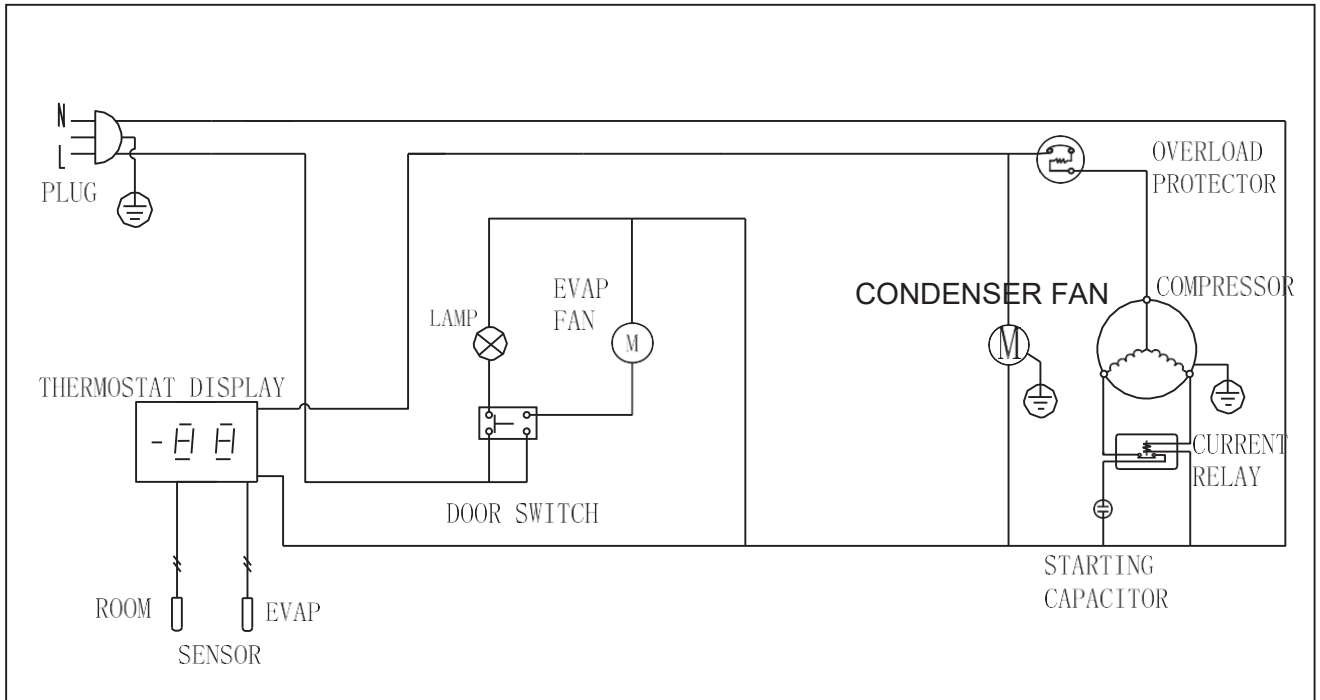 N
L
PLUG
OVERLOAD
PROTECTOR
EVAP
FAN
CONDENSER FAN
COMPRESSOR
LAMP
M
M
THERMOSTAT DISPLAY
-88
CURRENT
RELAY
DOOR SWITCH
STARTING
CAPACITOR
ROOM
EVAP
SENSOR